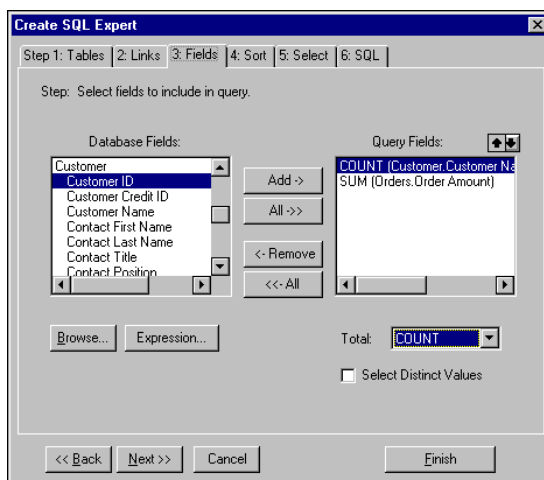 Create SQL Expert
Step 1: Tables 2: Links 3: Fields 4: Sort 5: Select 6: SQL
Step: Select fields to include in query.
Database Fields:
Query Fields:
Customer
Customer ID
Customer Credit ID
Customer Name
Contact First Name
Contact Last Name
Contact Title
Contact Position
Add ->
All ->>
<- Remove
<<- All
COUNT (Customer.Customer Na
SUM (Orders.Order Amount)
Browse...
Expression...
Total:
COUNT
Select Distinct Values
<< Back
Next >>
Cancel
Finish